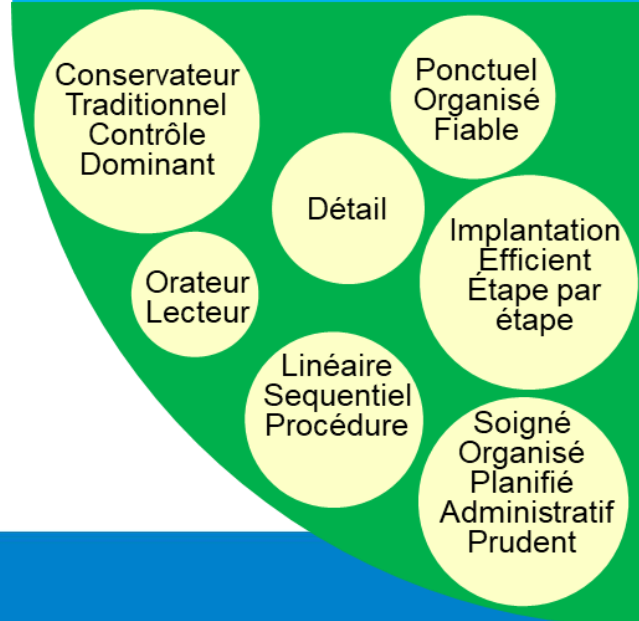 Conservateur
Traditionnel
Contrôle
Dominant
Ponctuel
Organisé
Fiable
Détail
Implantation
Efficient
Étape par
étape
Orateur
Lecteur
Linéaire
Sequentiel
Procédure
Soigné
Organisé
Planifié
Administratif
Prudent